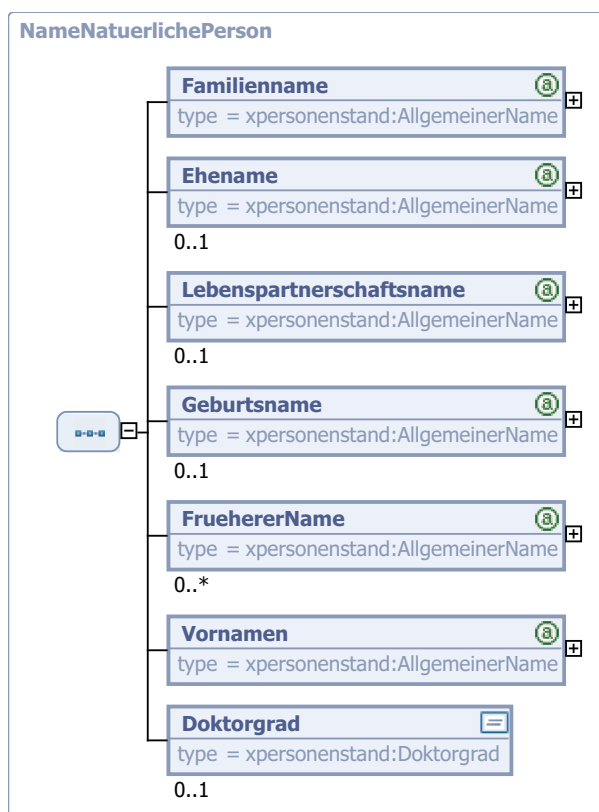 NameNatuerlichePerson
Familienname
type = xpersonenstand:AllgemeinerName
Ehename
type = xpersonenstand:AllgemeinerName
0..1
Lebenspartnerschaftsname
type = xpersonenstand:AllgemeinerName
0..1
Geburtsname
type = xpersonenstand:AllgemeinerName
0..1
FruehererName
type = xpersonenstand:AllgemeinerName
0..*
Vornamen
type = xpersonenstand:AllgemeinerName
Doktorgrad
type = xpersonenstand:Doktorgrad
0..1